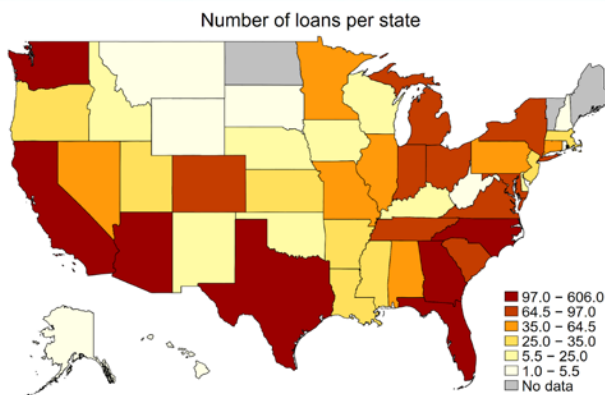 Number of loans per state
97.0 – 606.0
64.5 – 97.0
35.0 – 64.5
25.0 – 35.0
5.5 – 25.0
1.0 – 5.5
No data